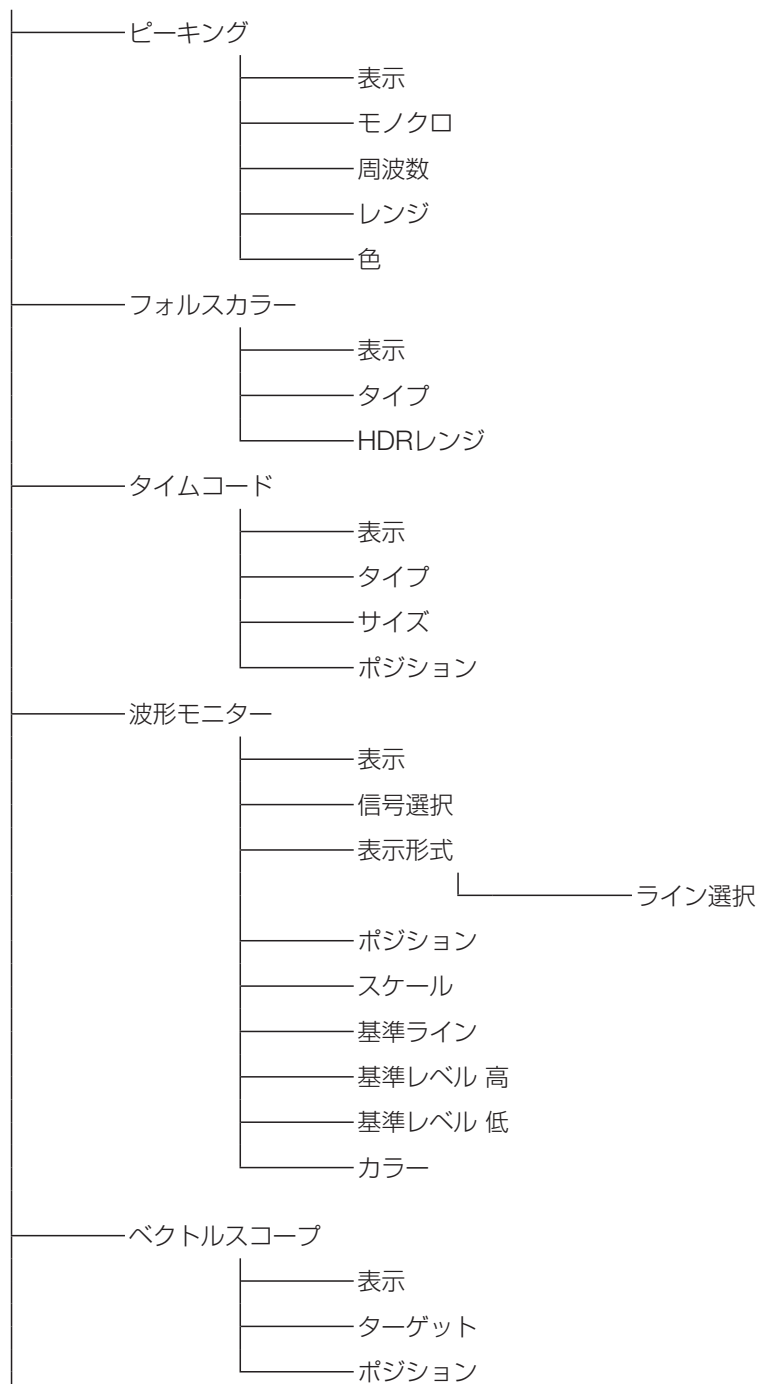 ピーキング
表示
モノクロ
周波数
レンジ
色
フォルスカラー
表示
タイプ
HDRレンジ
タイムコード
表示
タイプ
サイズ
ポジション
波形モニター
表示
信号選択
表示形式
ライン選択
ポジション
スケール
基準ライン
基準レベル 高
基準レベル 低
カラー
ベクトルスコープ
表示
ターゲット
ポジション